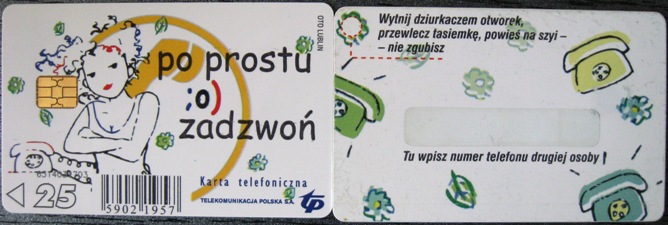 OTO LUBLIN
po prostu
;o)
zadzwoń
25
5902 1957
Karta telefoniczna
TELEKOMUNIKACJA POLSKA S.A.
tp
Wytnij dziurkaczem otworek,
przewlecz tasiemkę, powieś na szyi –
– nie zgubisz
Tu wpisz numer telefonu drugiej osoby